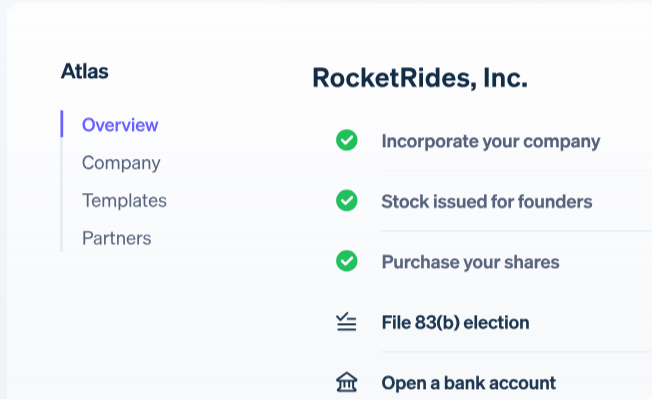 Atlas
Overview
Company
Templates
Partners
RocketRides, Inc.
Incorporate your company
Stock issued for founders
Purchase your shares
File 83(b) election
Open a bank account